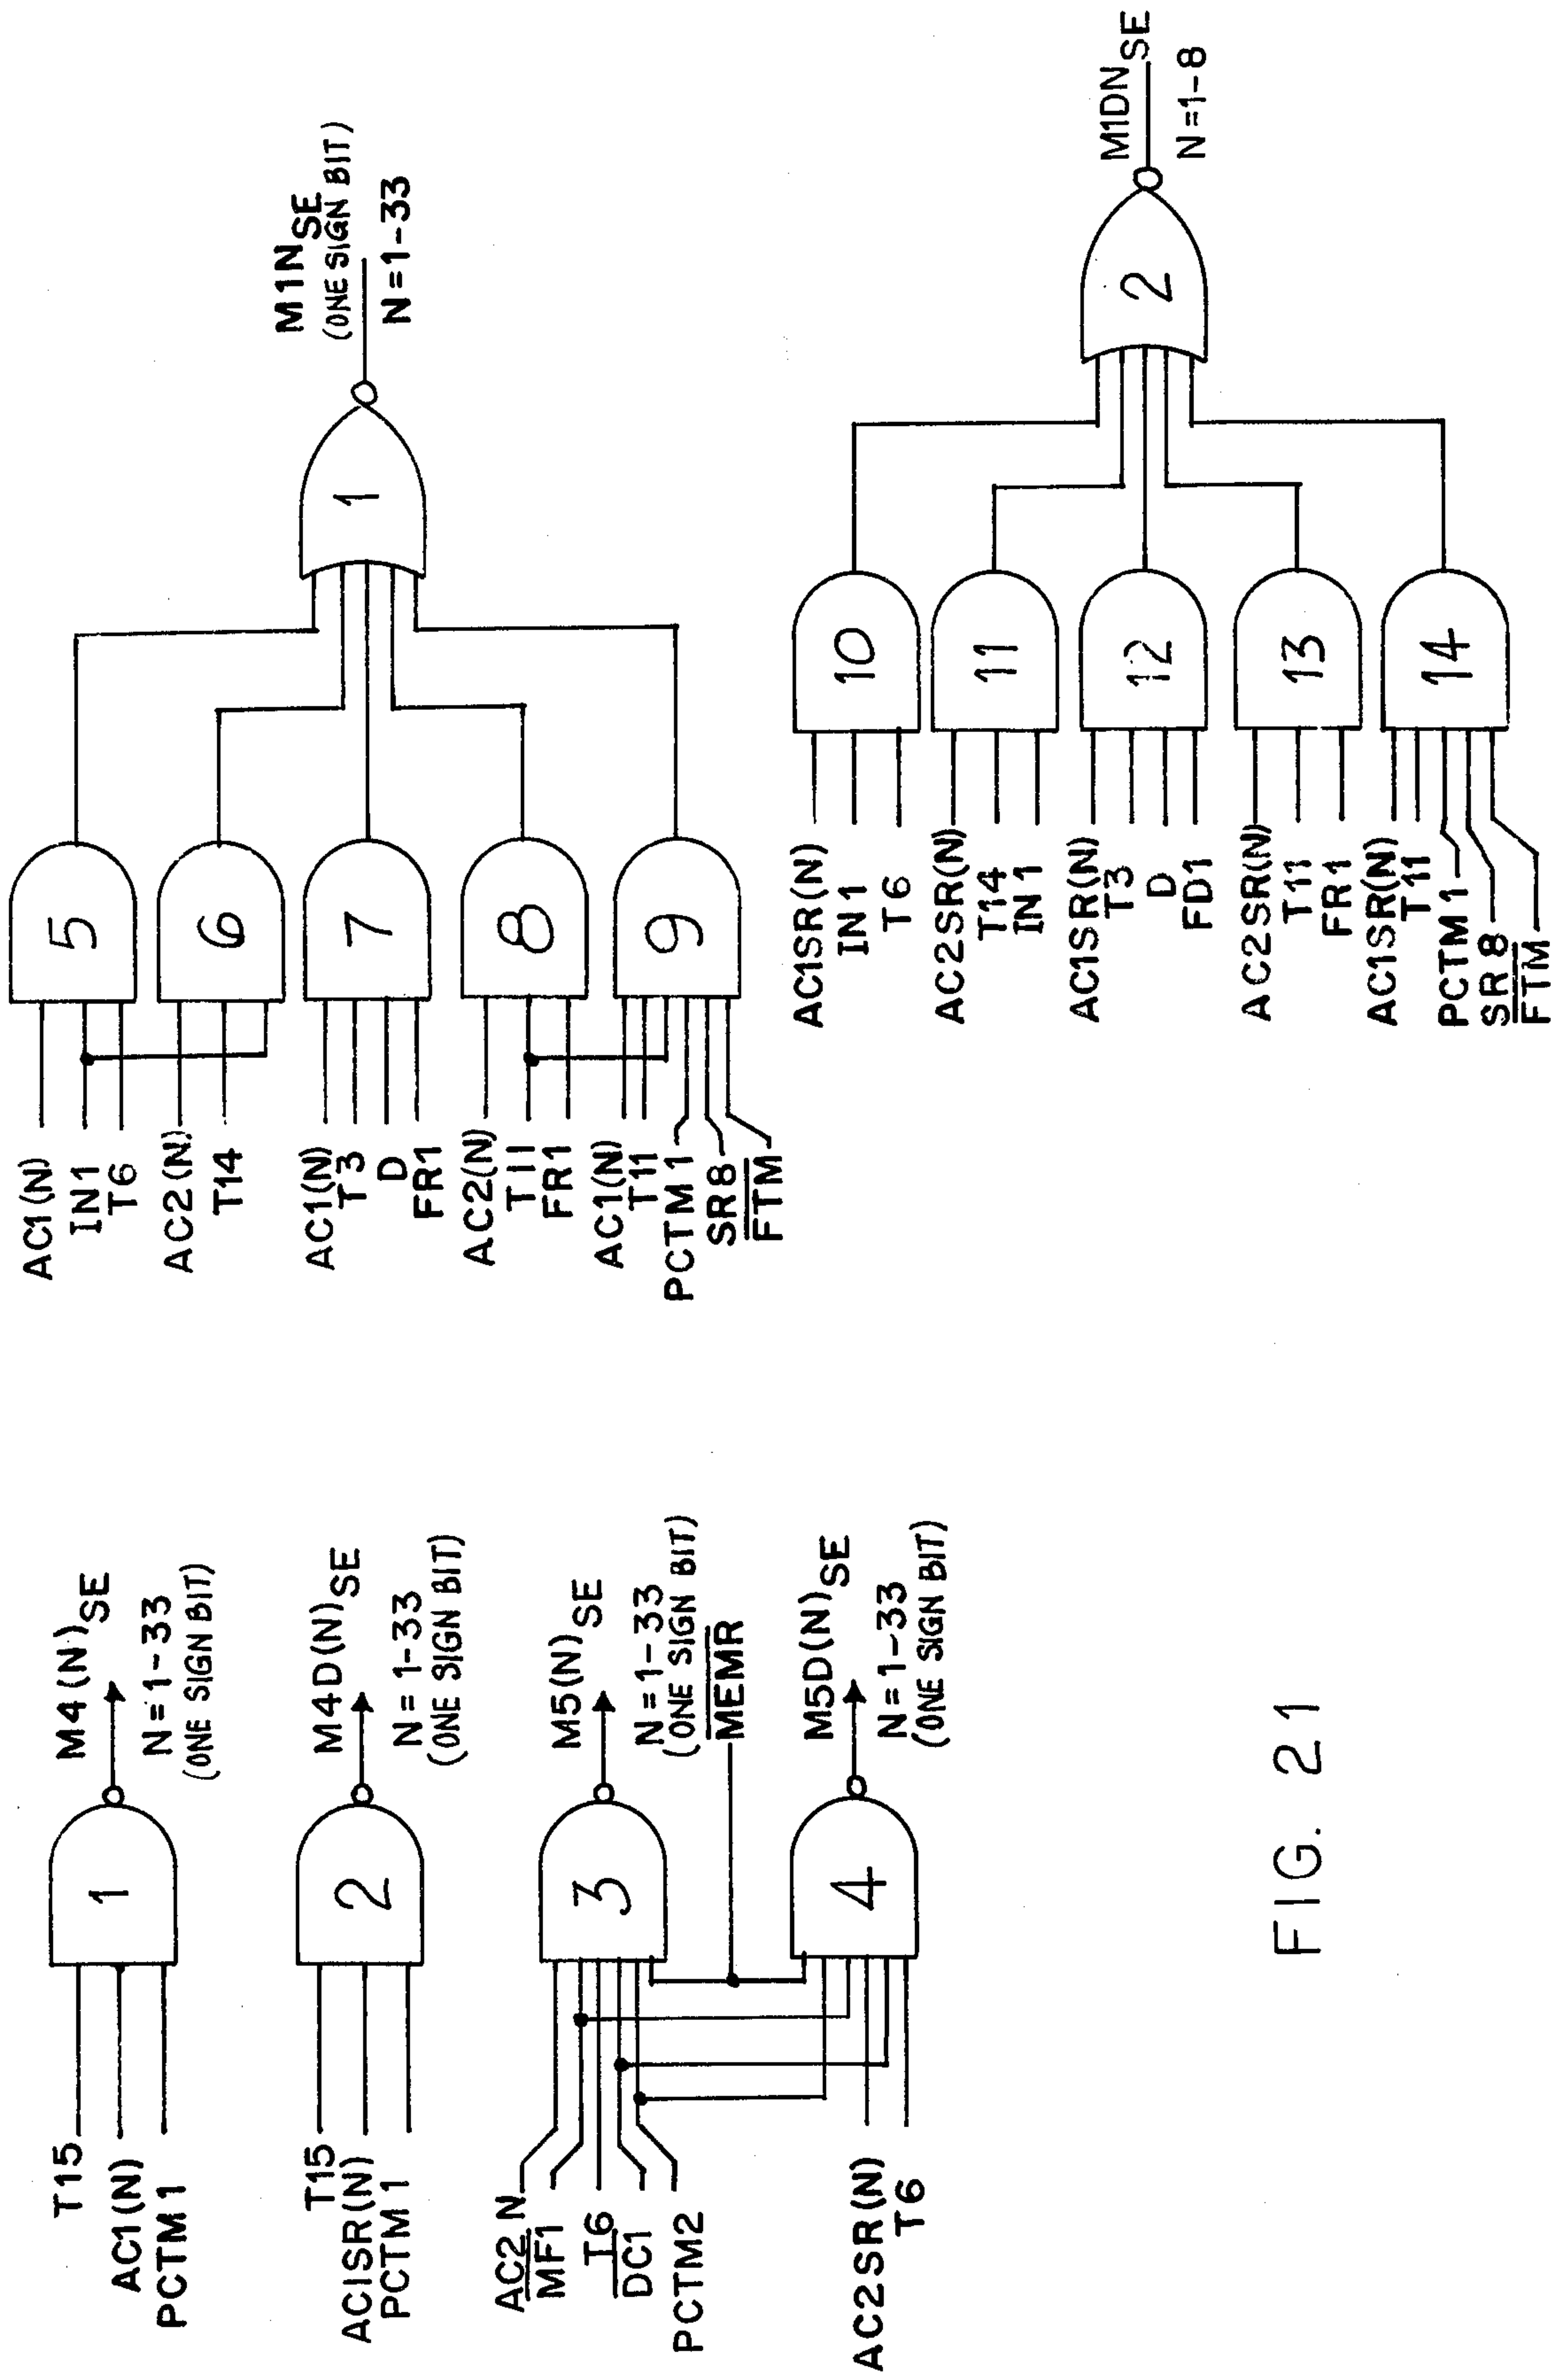 AC1(N)
IN1
T6
AC2(N)
T14
AC1(N)
T3
D
FR1
AC2(N)
T11
FR1
AC1(N)
T11
PCTM1
SR8
FTM
5
6
7
8
9
1
M1NSE
(ONE SIGN BIT)
N=1-33
AC1SR(N)
IN1
T6
AC2SR(N)
T14
IN1
AC1SR(N)
T3
D
FD1
AC2SR(N)
T11
FR1
AC1SR(N)
T11
PCTM1
SR8
FTM
10
11
12
13
14
2
M1DNSE
N=1-8
T15
AC1(N)
PCTM1
1
M4(N)SE
N=1-33
(ONE SIGN BIT)
T15
AC1SR(N)
PCTM1
2
M4D(N)SE
N=1-33
(ONE SIGN BIT)
AC2N
MF1
T6
DC1
PCTM2
3
M5(N)SE
N=1-33
(ONE SIGN BIT)
MEMR
AC2SR(N)
T6
4
M5D(N)SE
N=1-33
(ONE SIGN BIT)
FIG. 21